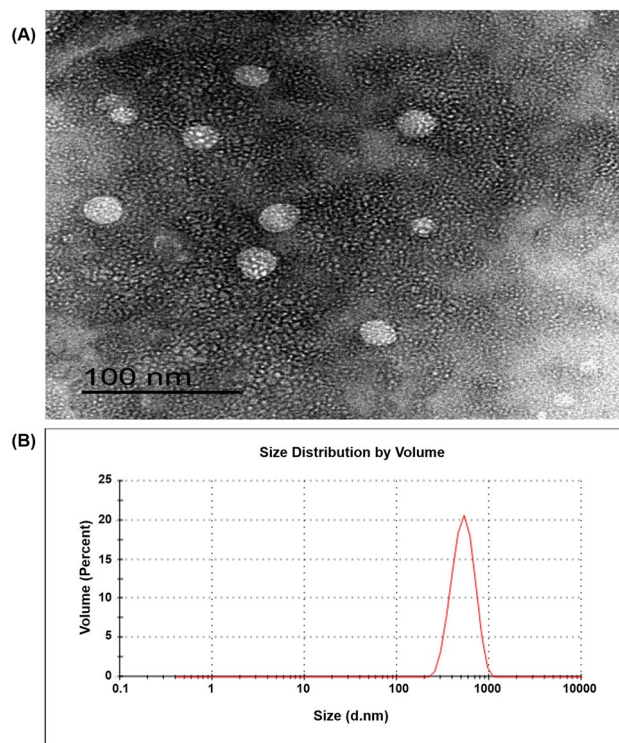 (A)
100 nm
(B)
Size Distribution by Volume
Volume (Percent)
25
20
15
10
5
0
0.1 1 10 100 1000 10000
Size (d.nm)